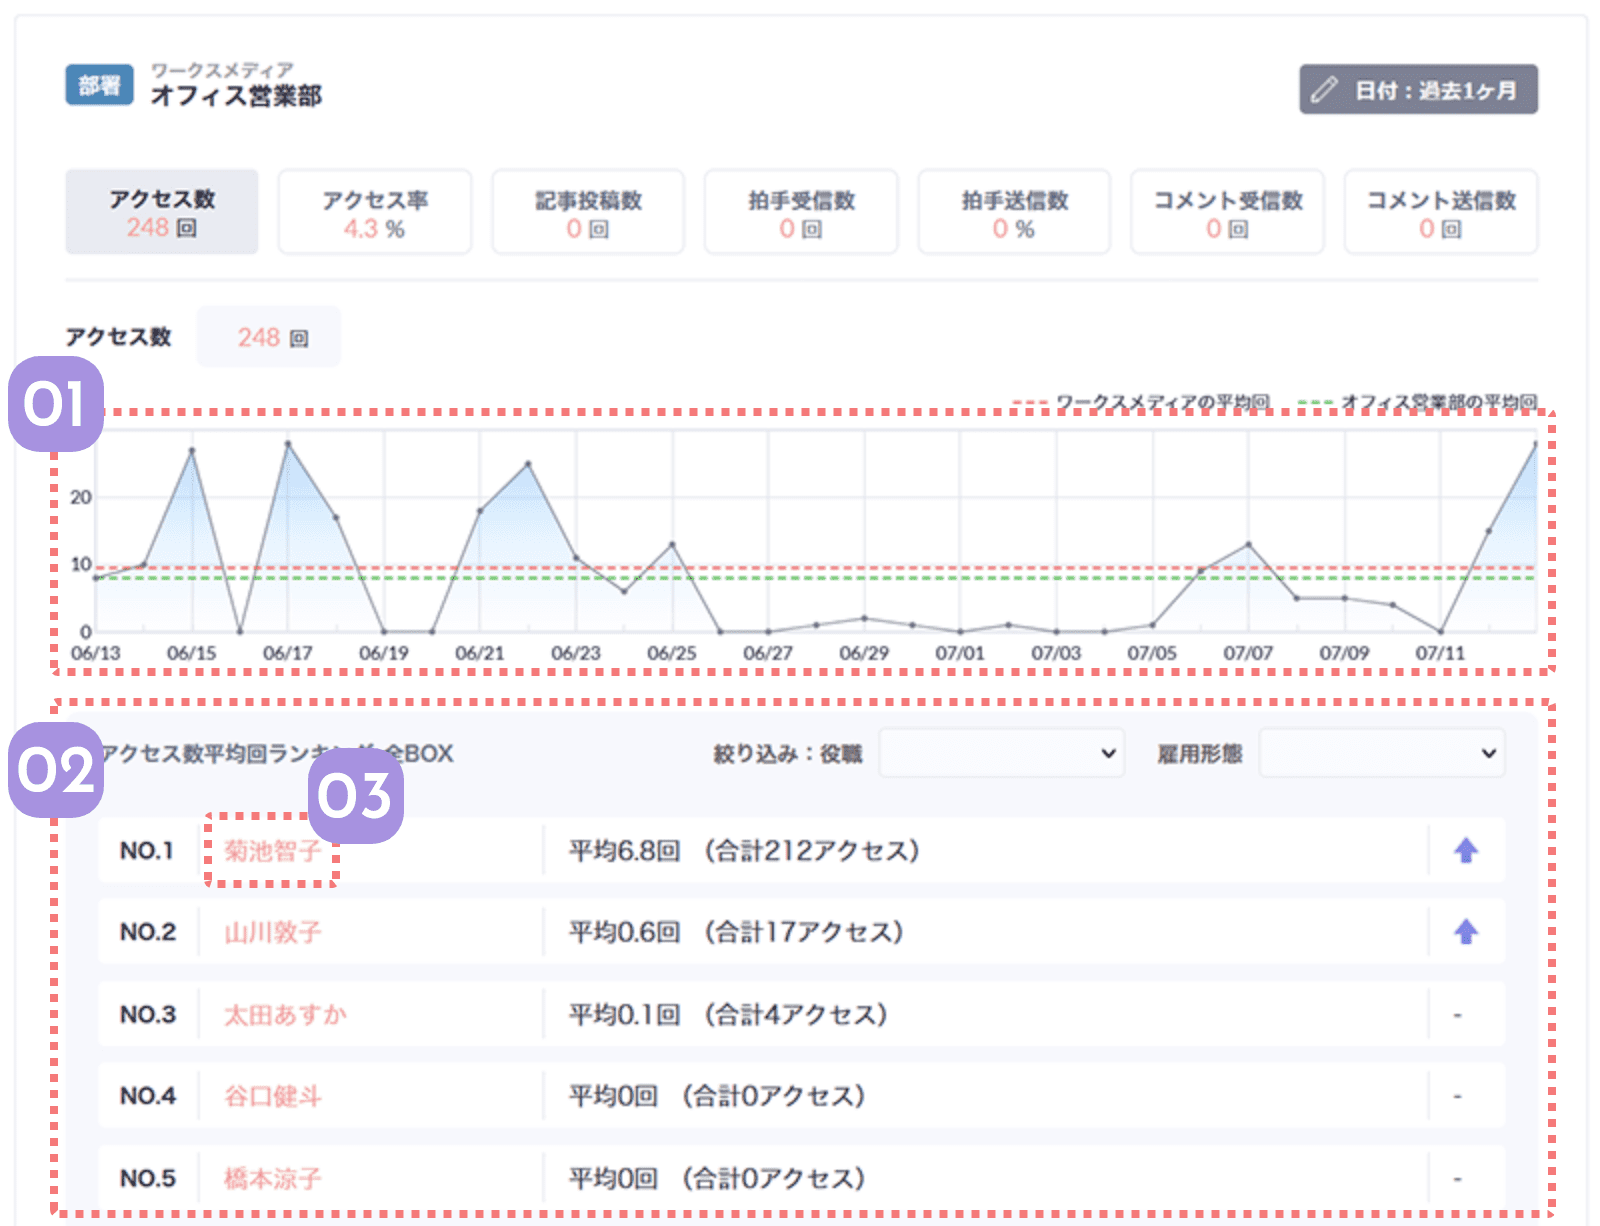 部署
ワークスメディア
オフィス営業部
日付：過去1ヶ月
アクセス数
248 回
アクセス率
4.3 %
記事投稿数
0 回
拍手受信数
0 回
拍手送信数
0 %
コメント受信数
0 回
コメント送信数
0 回
アクセス数 248 回
01
ワークスメディアの平均回 オフィス営業部の平均回
20
10
0
06/13 06/15 06/17 06/19 06/21 06/23 06/25 06/27 06/29 07/01 07/03 07/05 07/07 07/09 07/11
02
アクセス数平均回ランキング 全BOX
絞り込み：役職 雇用形態
03
NO.1 菊池智子 平均6.8回 （合計212アクセス）
NO.2 山川敦子 平均0.6回 （合計17アクセス）
NO.3 太田あすか 平均0.1回 （合計4アクセス） -
NO.4 谷口健斗 平均0回 （合計0アクセス） -
NO.5 橋本涼子 平均0回 （合計0アクセス） -